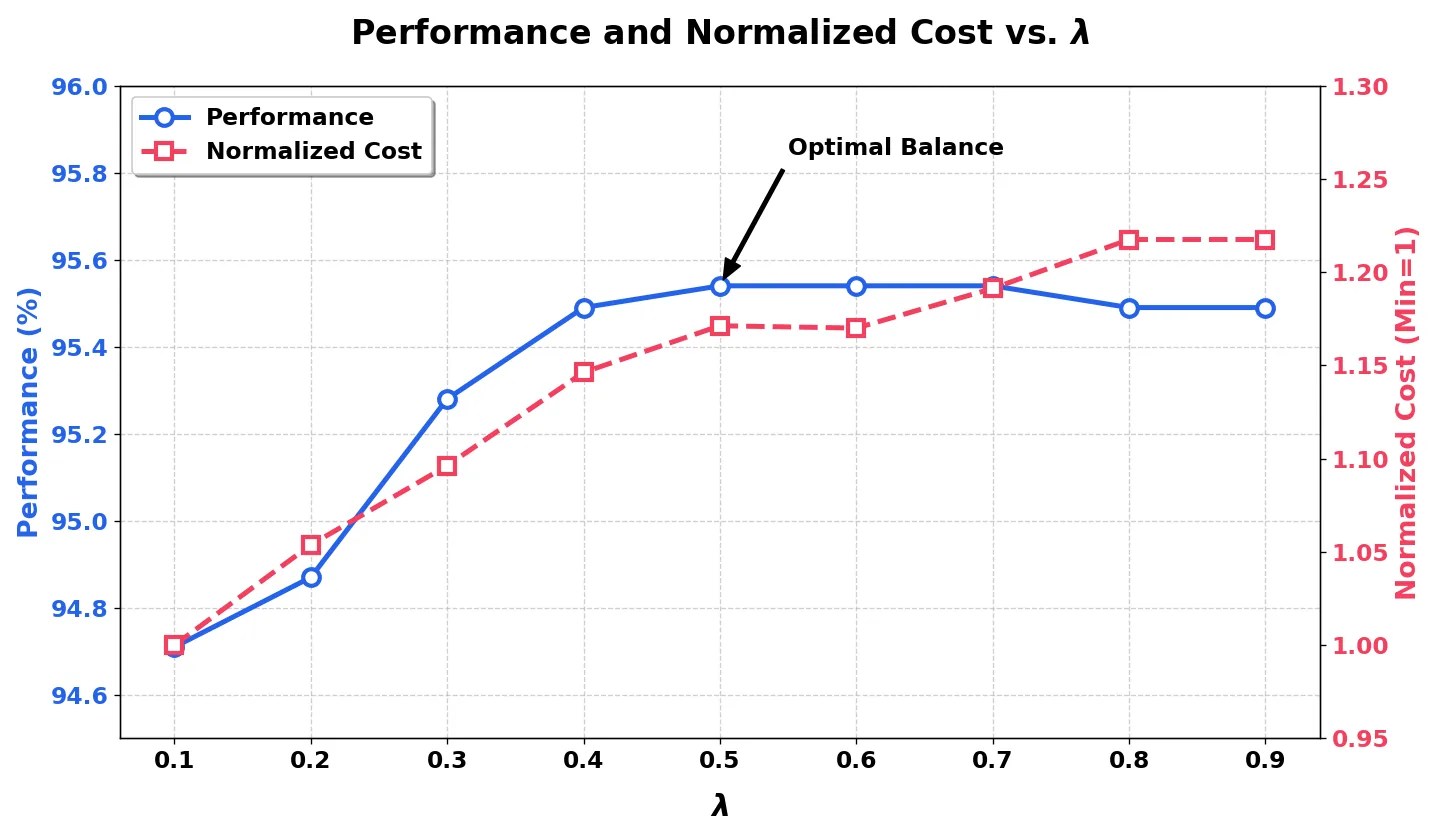 Performance and Normalized Cost vs. λ
96.0
95.8
95.6
95.4
95.2
95.0
94.8
94.6
Performance (%)
Performance
Normalized Cost
Optimal Balance
1.30
1.25
1.20
1.15
1.10
1.05
1.00
0.95
Normalized Cost (Min=1)
0.1 0.2 0.3 0.4 0.5 0.6 0.7 0.8 0.9
λ